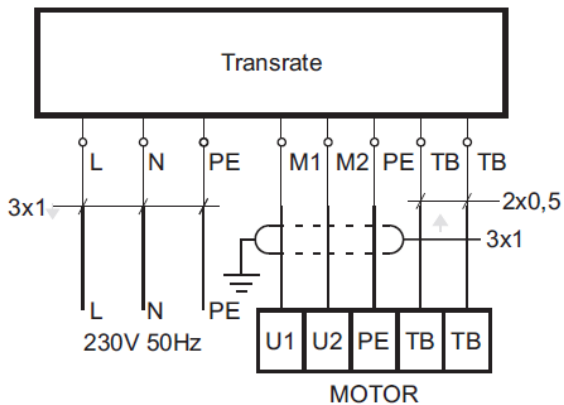 Transrate
L N PE M1 M2 PE TB TB
3x1
2x0,5
3x1
L N PE
230V 50Hz
U1 U2 PE TB TB
MOTOR